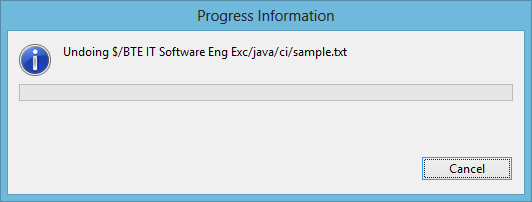 Progress Information
Undoing $/BTE IT Software Eng Exc/java/ci/sample.txt
Cancel